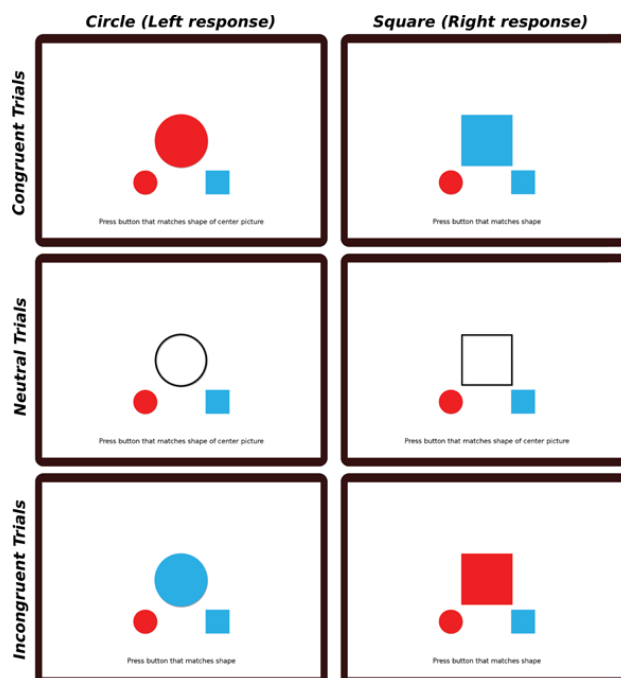 Circle (Left response)
Square (Right response)
Congruent Trials
Press button that matches shape of center picture
Press button that matches shape
Neutral Trials
Press button that matches shape of center picture
Press button that matches shape of center picture
Incongruent Trials
Press button that matches shape
Press button that matches shape